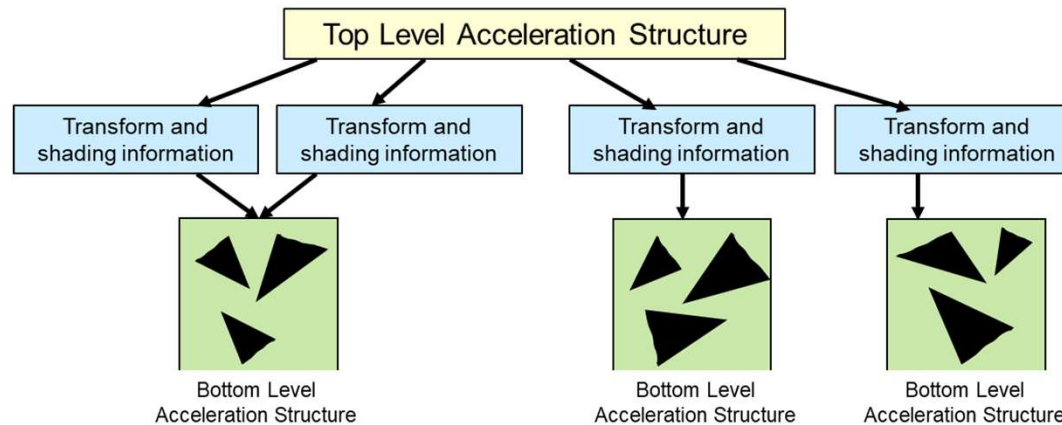 Top Level Acceleration Structure
Transform and
shading information
Transform and
shading information
Transform and
shading information
Transform and
shading information
Bottom Level
Acceleration Structure
Bottom Level
Acceleration Structure
Bottom Level
Acceleration Structure